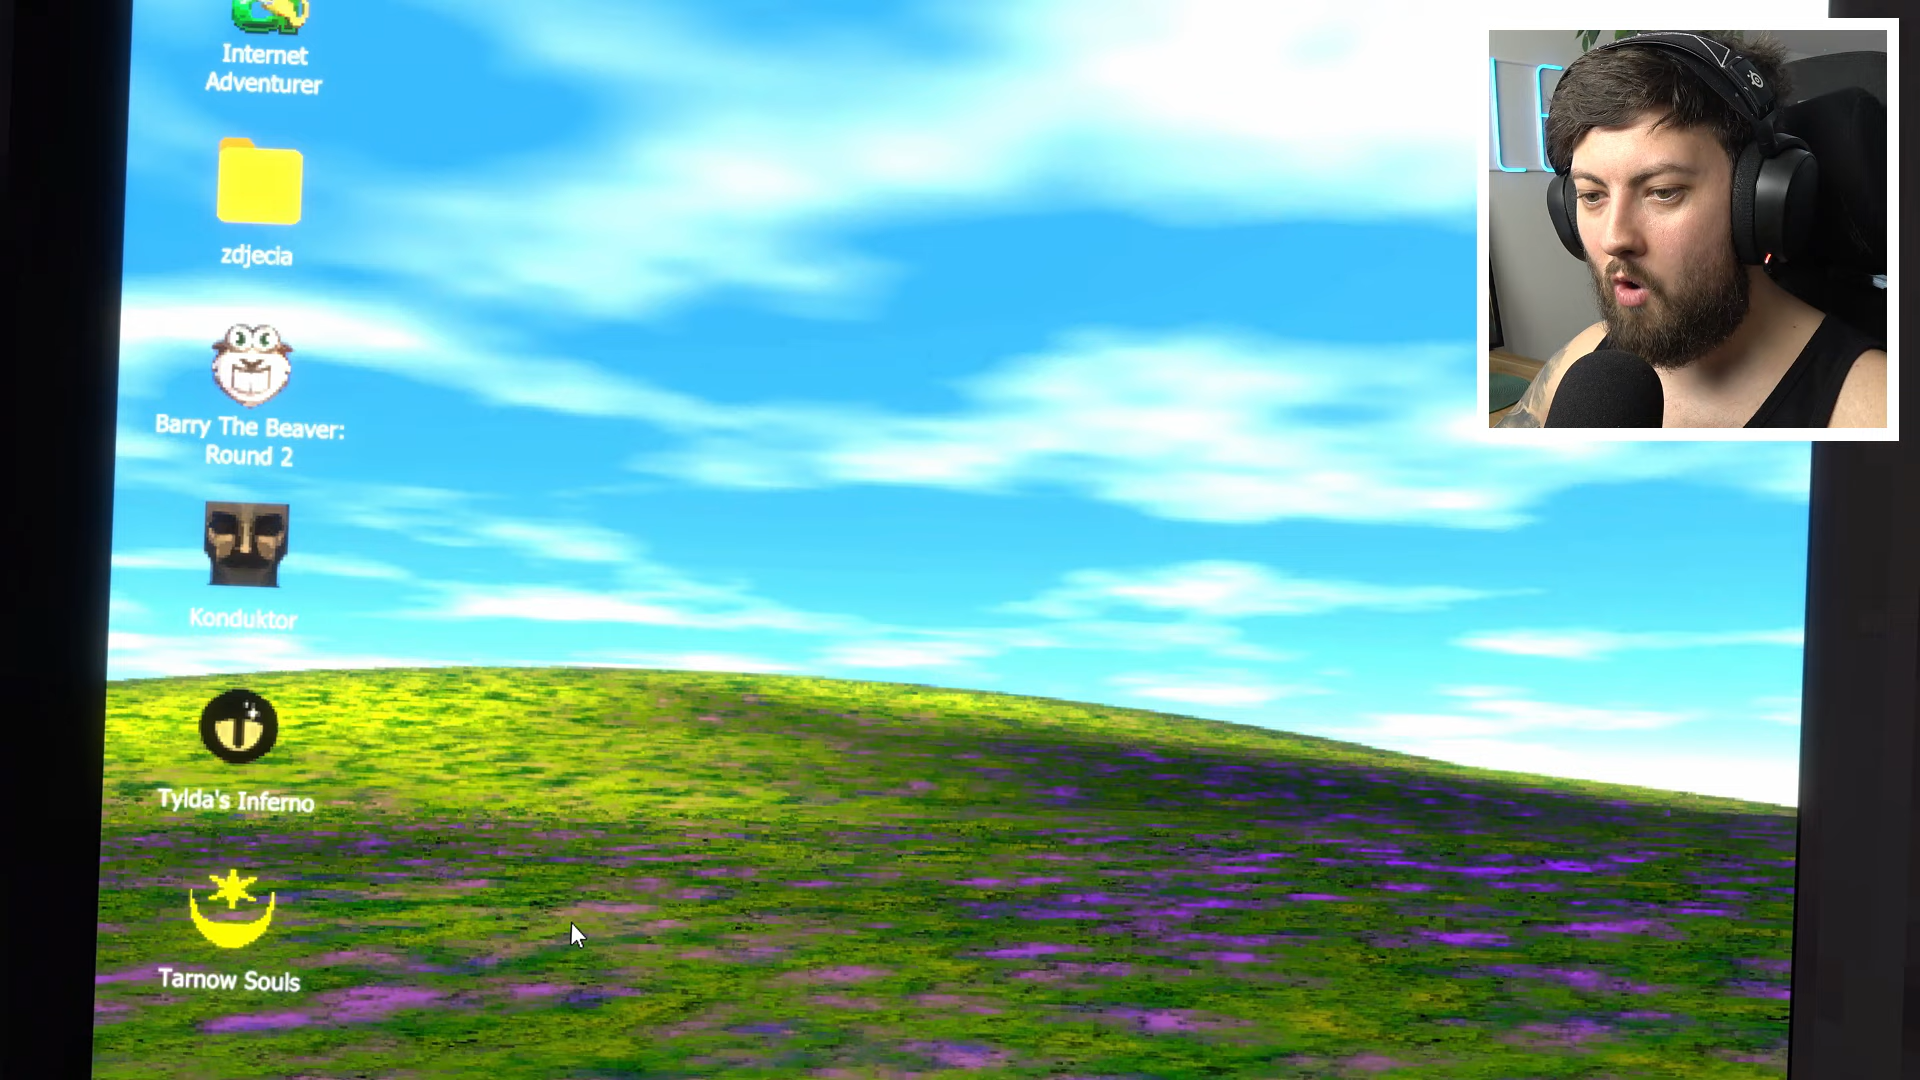 Internet
Adventurer
zdjecia
Barry The Beaver:
Round 2
Konduktor
Tylda's Inferno
Tarnow Souls